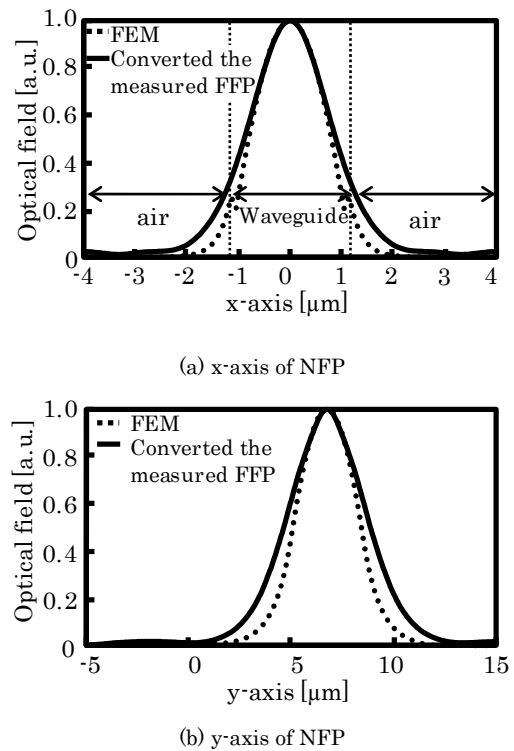 1.0
FEM
Converted the
measured FFP
0.8
0.6
0.4
0.2
0
Optical field [a.u.]
air
Waveguide
air
-4 -3 -2 -1 0 1 2 3 4
x-axis [μm]
(a) x-axis of NFP
1.0
FEM
Converted the
measured FFP
0.8
0.6
0.4
0.2
0
Optical field [a.u.]
-5 0 5 10 15
y-axis [μm]
(b) y-axis of NFP